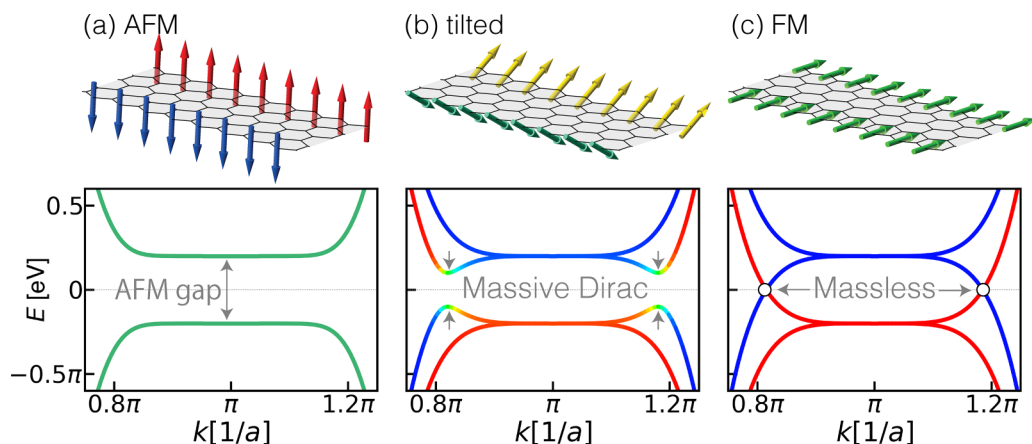 (a) AFM
(b) tilted
(c) FM
0.5
0
−0.5π
E [eV]
AFM gap
Massive Dirac
Massless
0.8π
π
1.2π
0.8π
π
1.2π
0.8π
π
1.2π
k[1/a]
k[1/a]
k[1/a]